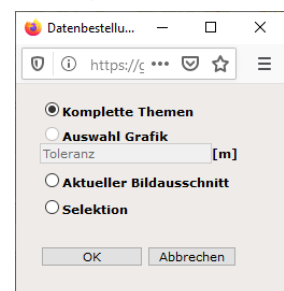 Datenbestellu...
https://g
Komplette Themen
Auswahl Grafik
Toleranz [m]
Aktueller Bildausschnitt
Selektion
OK Abbrechen